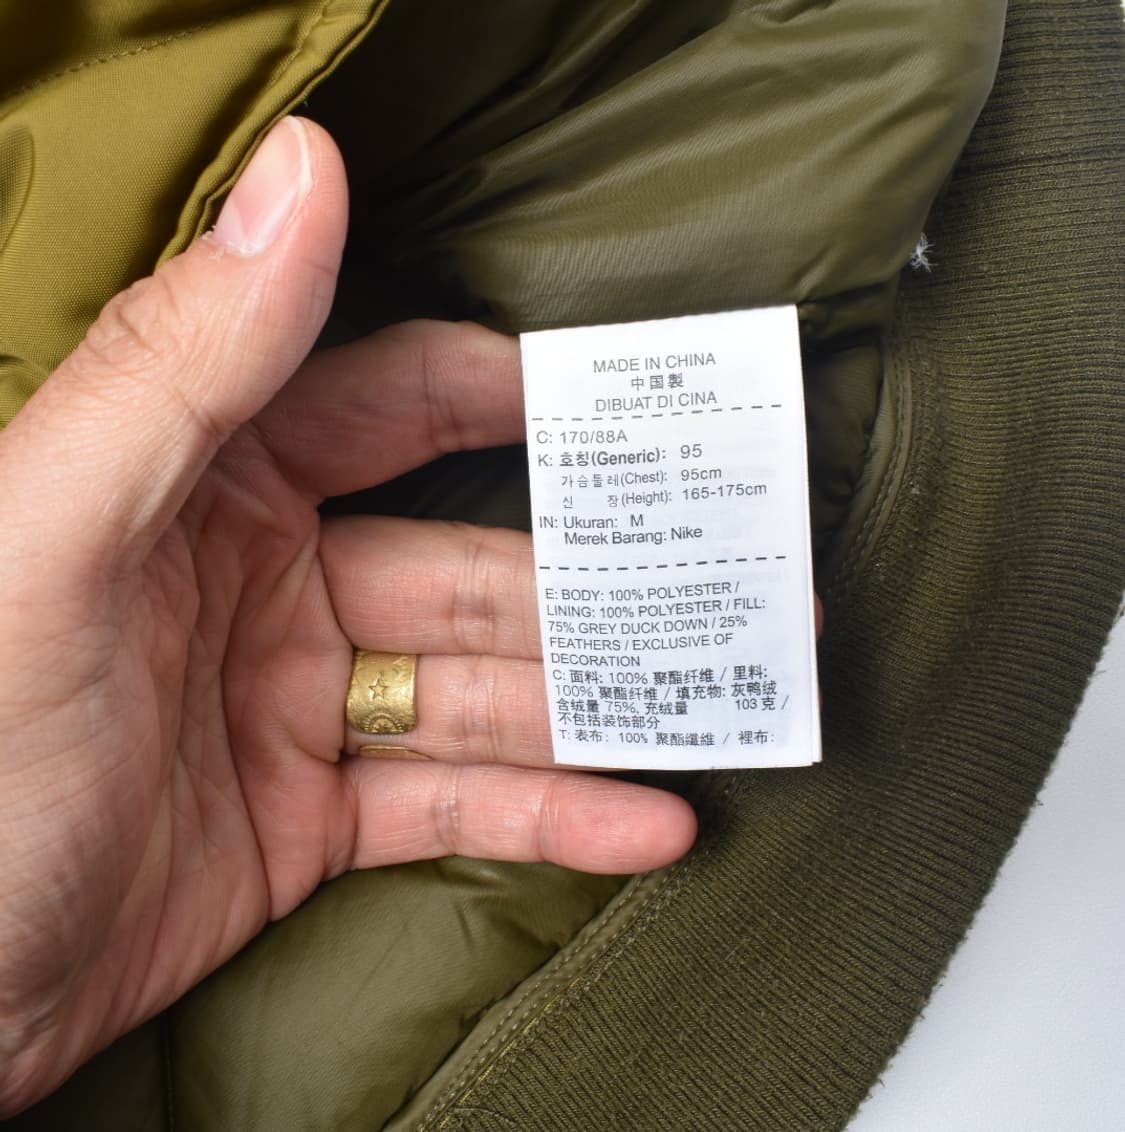 MADE IN CHINA
中国製
DIBUAT DI CINA
C: 170/88A
K: 호칭(Generic): 95
가슴둘레(Chest): 95cm
신 장(Height): 165-175cm
IN: Ukuran: M
Merek Barang: Nike
E: BODY: 100% POLYESTER /
LINING: 100% POLYESTER / FILL:
75% GREY DUCK DOWN / 25%
FEATHERS / EXCLUSIVE OF
DECORATION
C: 面料: 100% 聚酯纤维 / 里料:
100% 聚酯纤维 / 填充物: 灰鸭绒
含绒量 75%, 充绒量 103 克 /
不包括装饰部分
T: 表布: 100% 聚酯纖維 / 裡布: